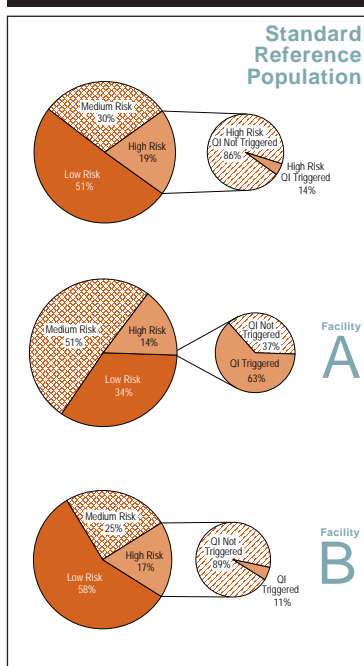 Standard
Reference
Population
Medium Risk
30%
High Risk
19%
Low Risk
51%
High Risk
QI Not Triggered
86%
High Risk
QI Triggered
14%
Facility
A
Medium Risk
51%
High Risk
14%
Low Risk
34%
QI Not
Triggered
37%
QI Triggered
63%
Facility
B
Medium Risk
25%
High Risk
17%
Low Risk
58%
QI Not
Triggered
89%
QI
Triggered
11%